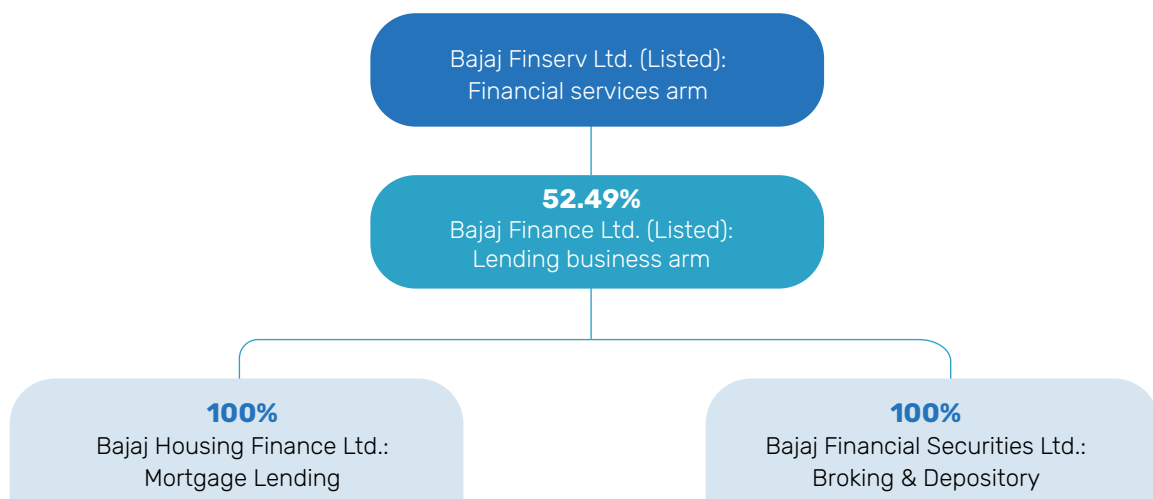 Bajaj Finserv Ltd. (Listed):
Financial services arm
52.49%
Bajaj Finance Ltd. (Listed):
Lending business arm
100%
Bajaj Housing Finance Ltd.:
Mortgage Lending
100%
Bajaj Financial Securities Ltd.:
Broking & Depository